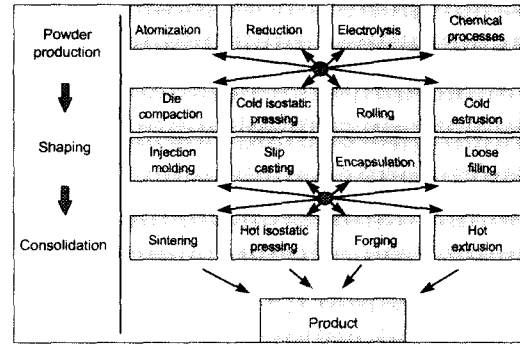 Powder
production
Atomization
Reduction
Electrolysis
Chemical
processes
Shaping
Die
compaction
Cold isostatic
pressing
Rolling
Cold
estrusion
Injection
molding
Slip
casting
Encapsulation
Loose
filling
Consolidation
Sintering
Hot isostatic
pressing
Forging
Hot
extrusion
Product